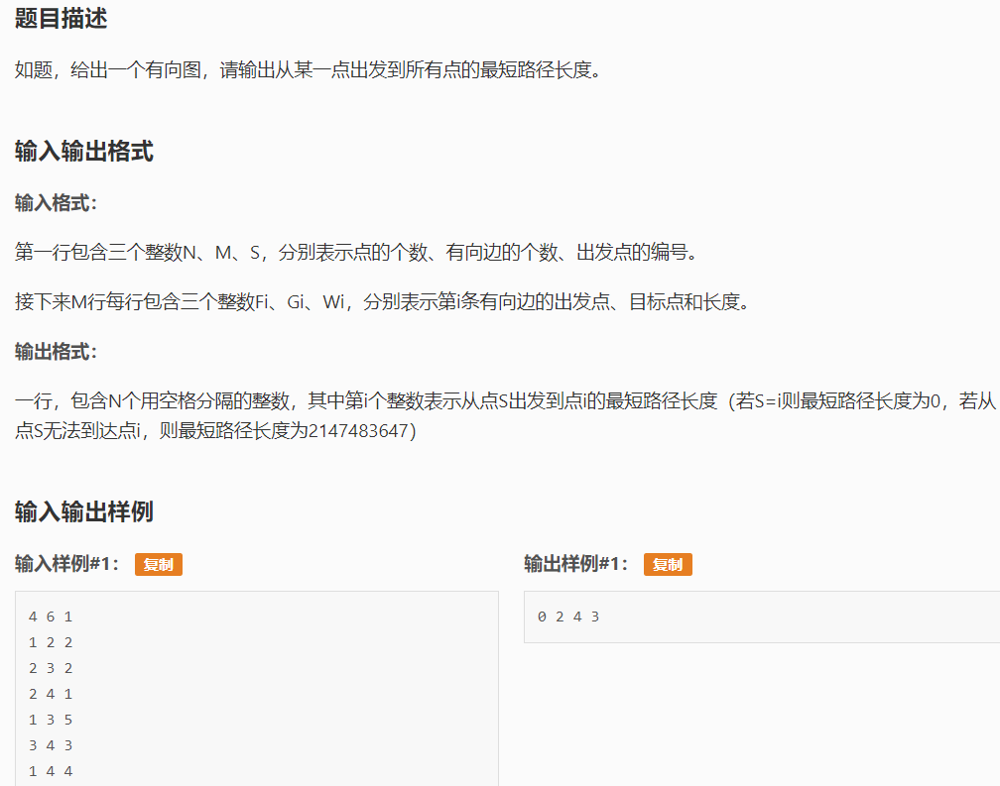 题目描述
如题，给出一个有向图，请输出从某一点出发到所有点的最短路径长度。
输入输出格式
输入格式：
第一行包含三个整数N、M、S，分别表示点的个数、有向边的个数、出发点的编号。
接下来M行每行包含三个整数Fi、Gi、Wi，分别表示第i条有向边的出发点、目标点和长度。
输出格式：
一行，包含N个用空格分隔的整数，其中第i个整数表示从点S出发到点i的最短路径长度（若S=i则最短路径长度为0，若从
点S无法到达点i，则最短路径长度为2147483647）
输入输出样例
输入样例#1： 复制
4 6 1
1 2 2
2 3 2
2 4 1
1 3 5
3 4 3
1 4 4
输出样例#1： 复制
0 2 4 3